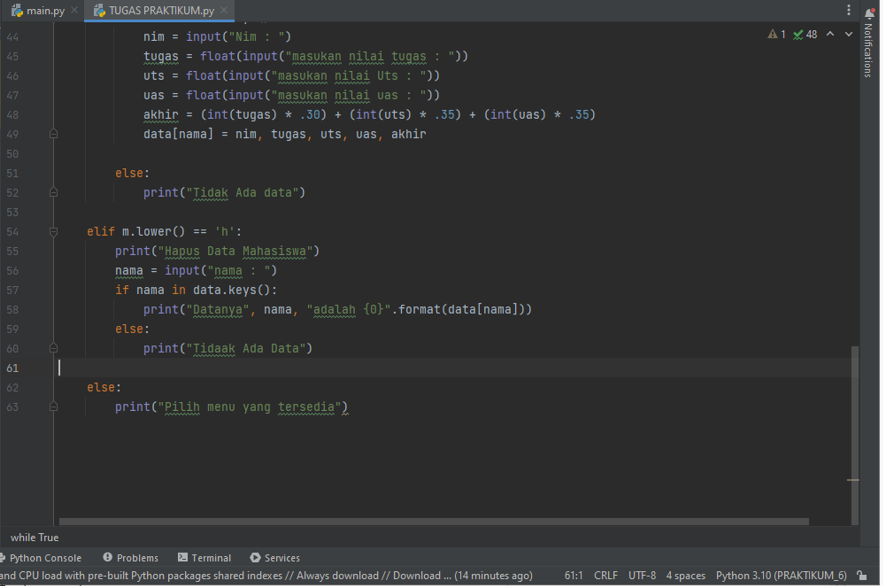 main.py × TUGAS PRAKTIKUM.py ×
1 48
Notifications
44 nim = input("Nim : ")
45 tugas = float(input("masukan nilai tugas : "))
46 uts = float(input("masukan nilai Uts : "))
47 uas = float(input("masukan nilai uas : "))
48 akhir = (int(tugas) * .30) + (int(uts) * .35) + (int(uas) * .35)
49 data[nama] = nim, tugas, uts, uas, akhir
50
51 else:
52 print("Tidak Ada data")
53
54 elif m.lower() == 'h':
55 print("Hapus Data Mahasiswa")
56 nama = input("nama : ")
57 if nama in data.keys():
58 print("Datanya", nama, "adalah {0}".format(data[nama]))
59 else:
60 print("Tidaak Ada Data")
61
62 else:
63 print("Pilih menu yang tersedia")
while True
Python Console Problems Terminal Services
and CPU load with pre-built Python packages shared indexes // Always download // Download ... (14 minutes ago) 61:1 CRLF UTF-8 4 spaces Python 3.10 (PRAKTIKUM_6)